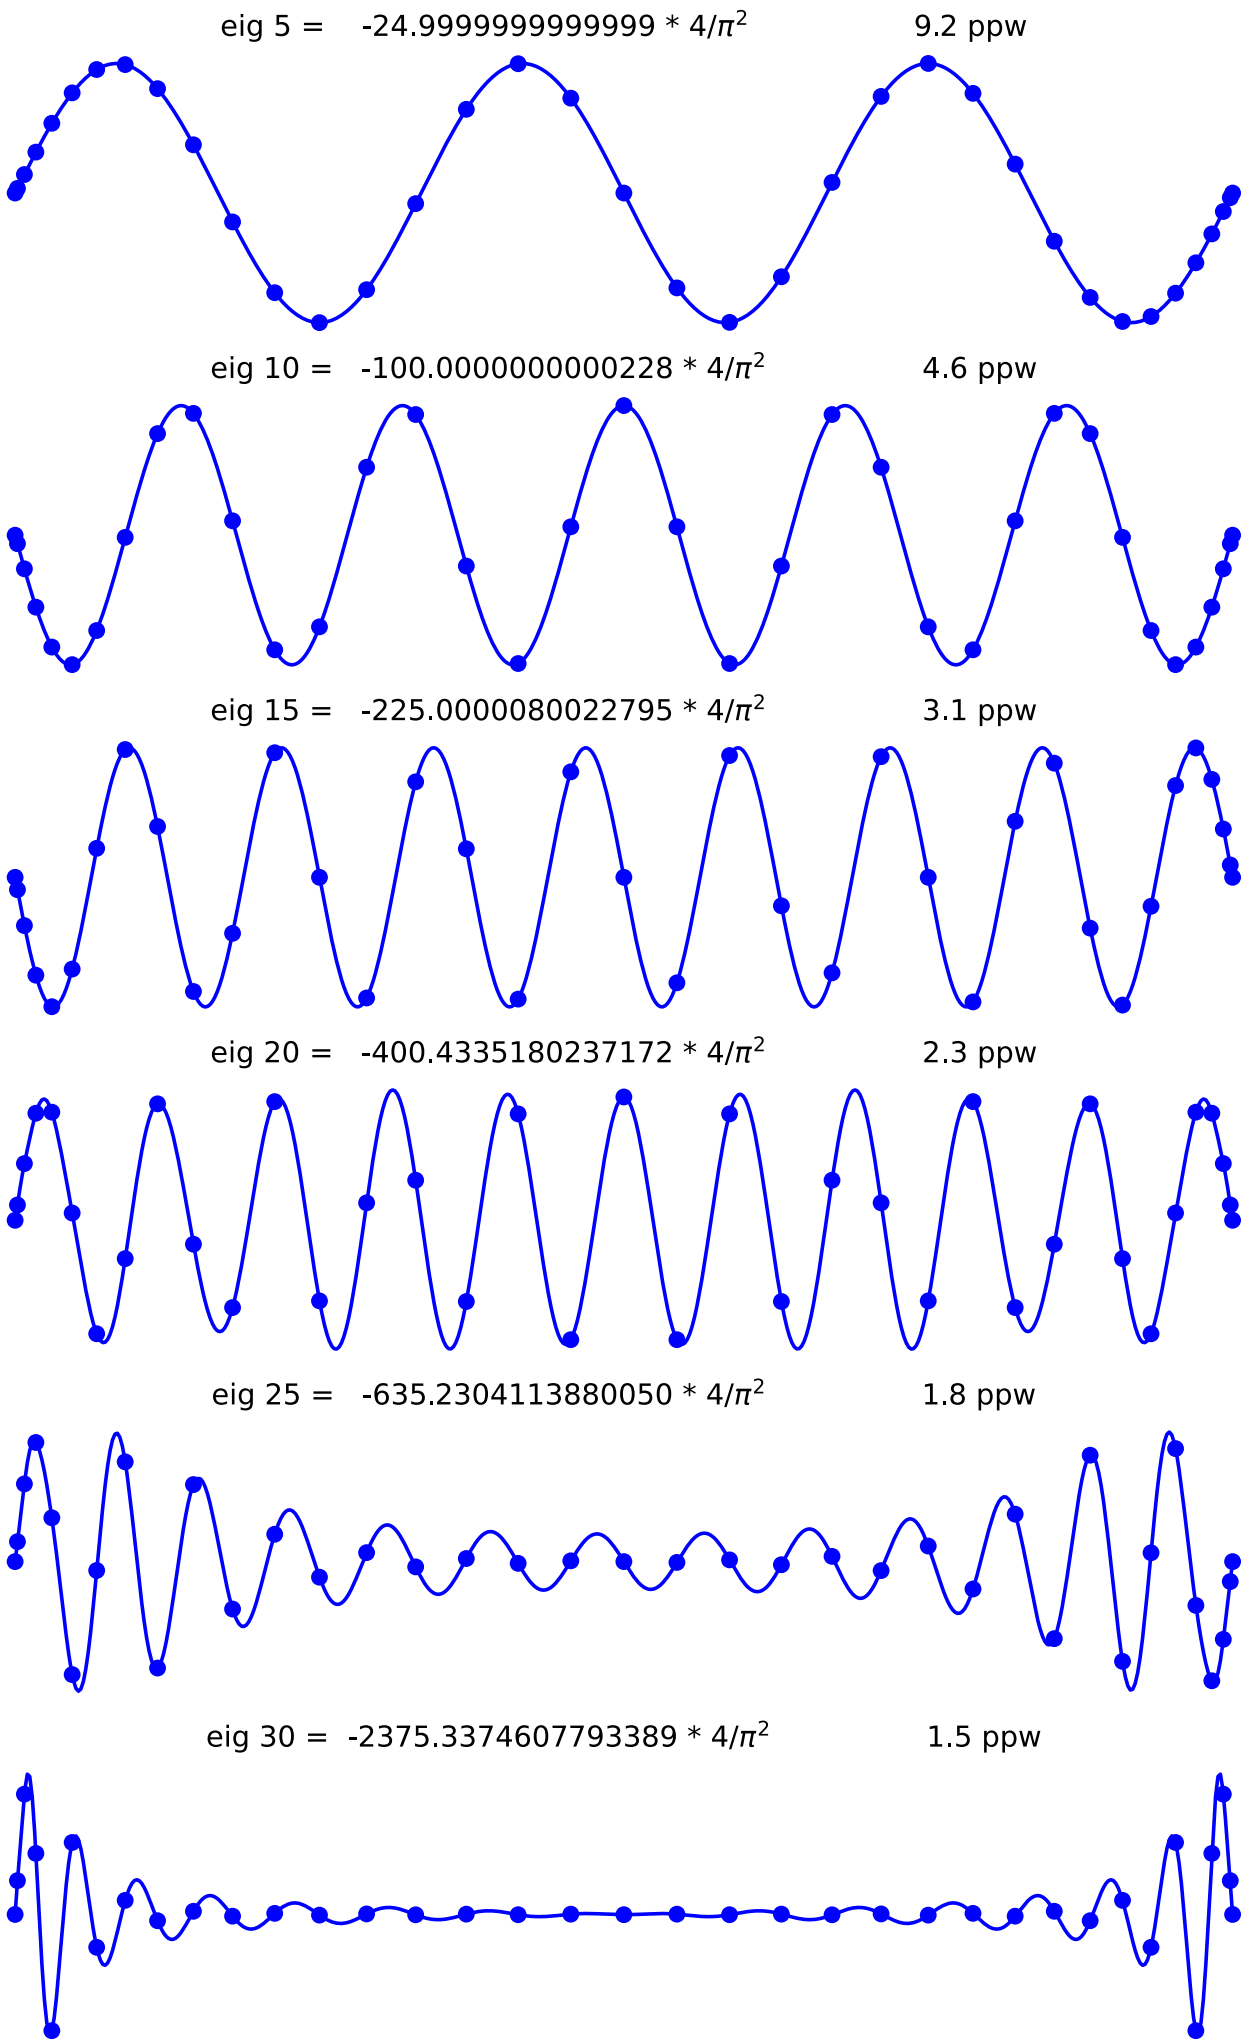 eig 5 = -24.9999999999999 * 4/π² 9.2 ppw
eig 10 = -100.0000000000228 * 4/π² 4.6 ppw
eig 15 = -225.0000080022795 * 4/π² 3.1 ppw
eig 20 = -400.4335180237172 * 4/π² 2.3 ppw
eig 25 = -635.2304113880050 * 4/π² 1.8 ppw
eig 30 = -2375.3374607793389 * 4/π² 1.5 ppw